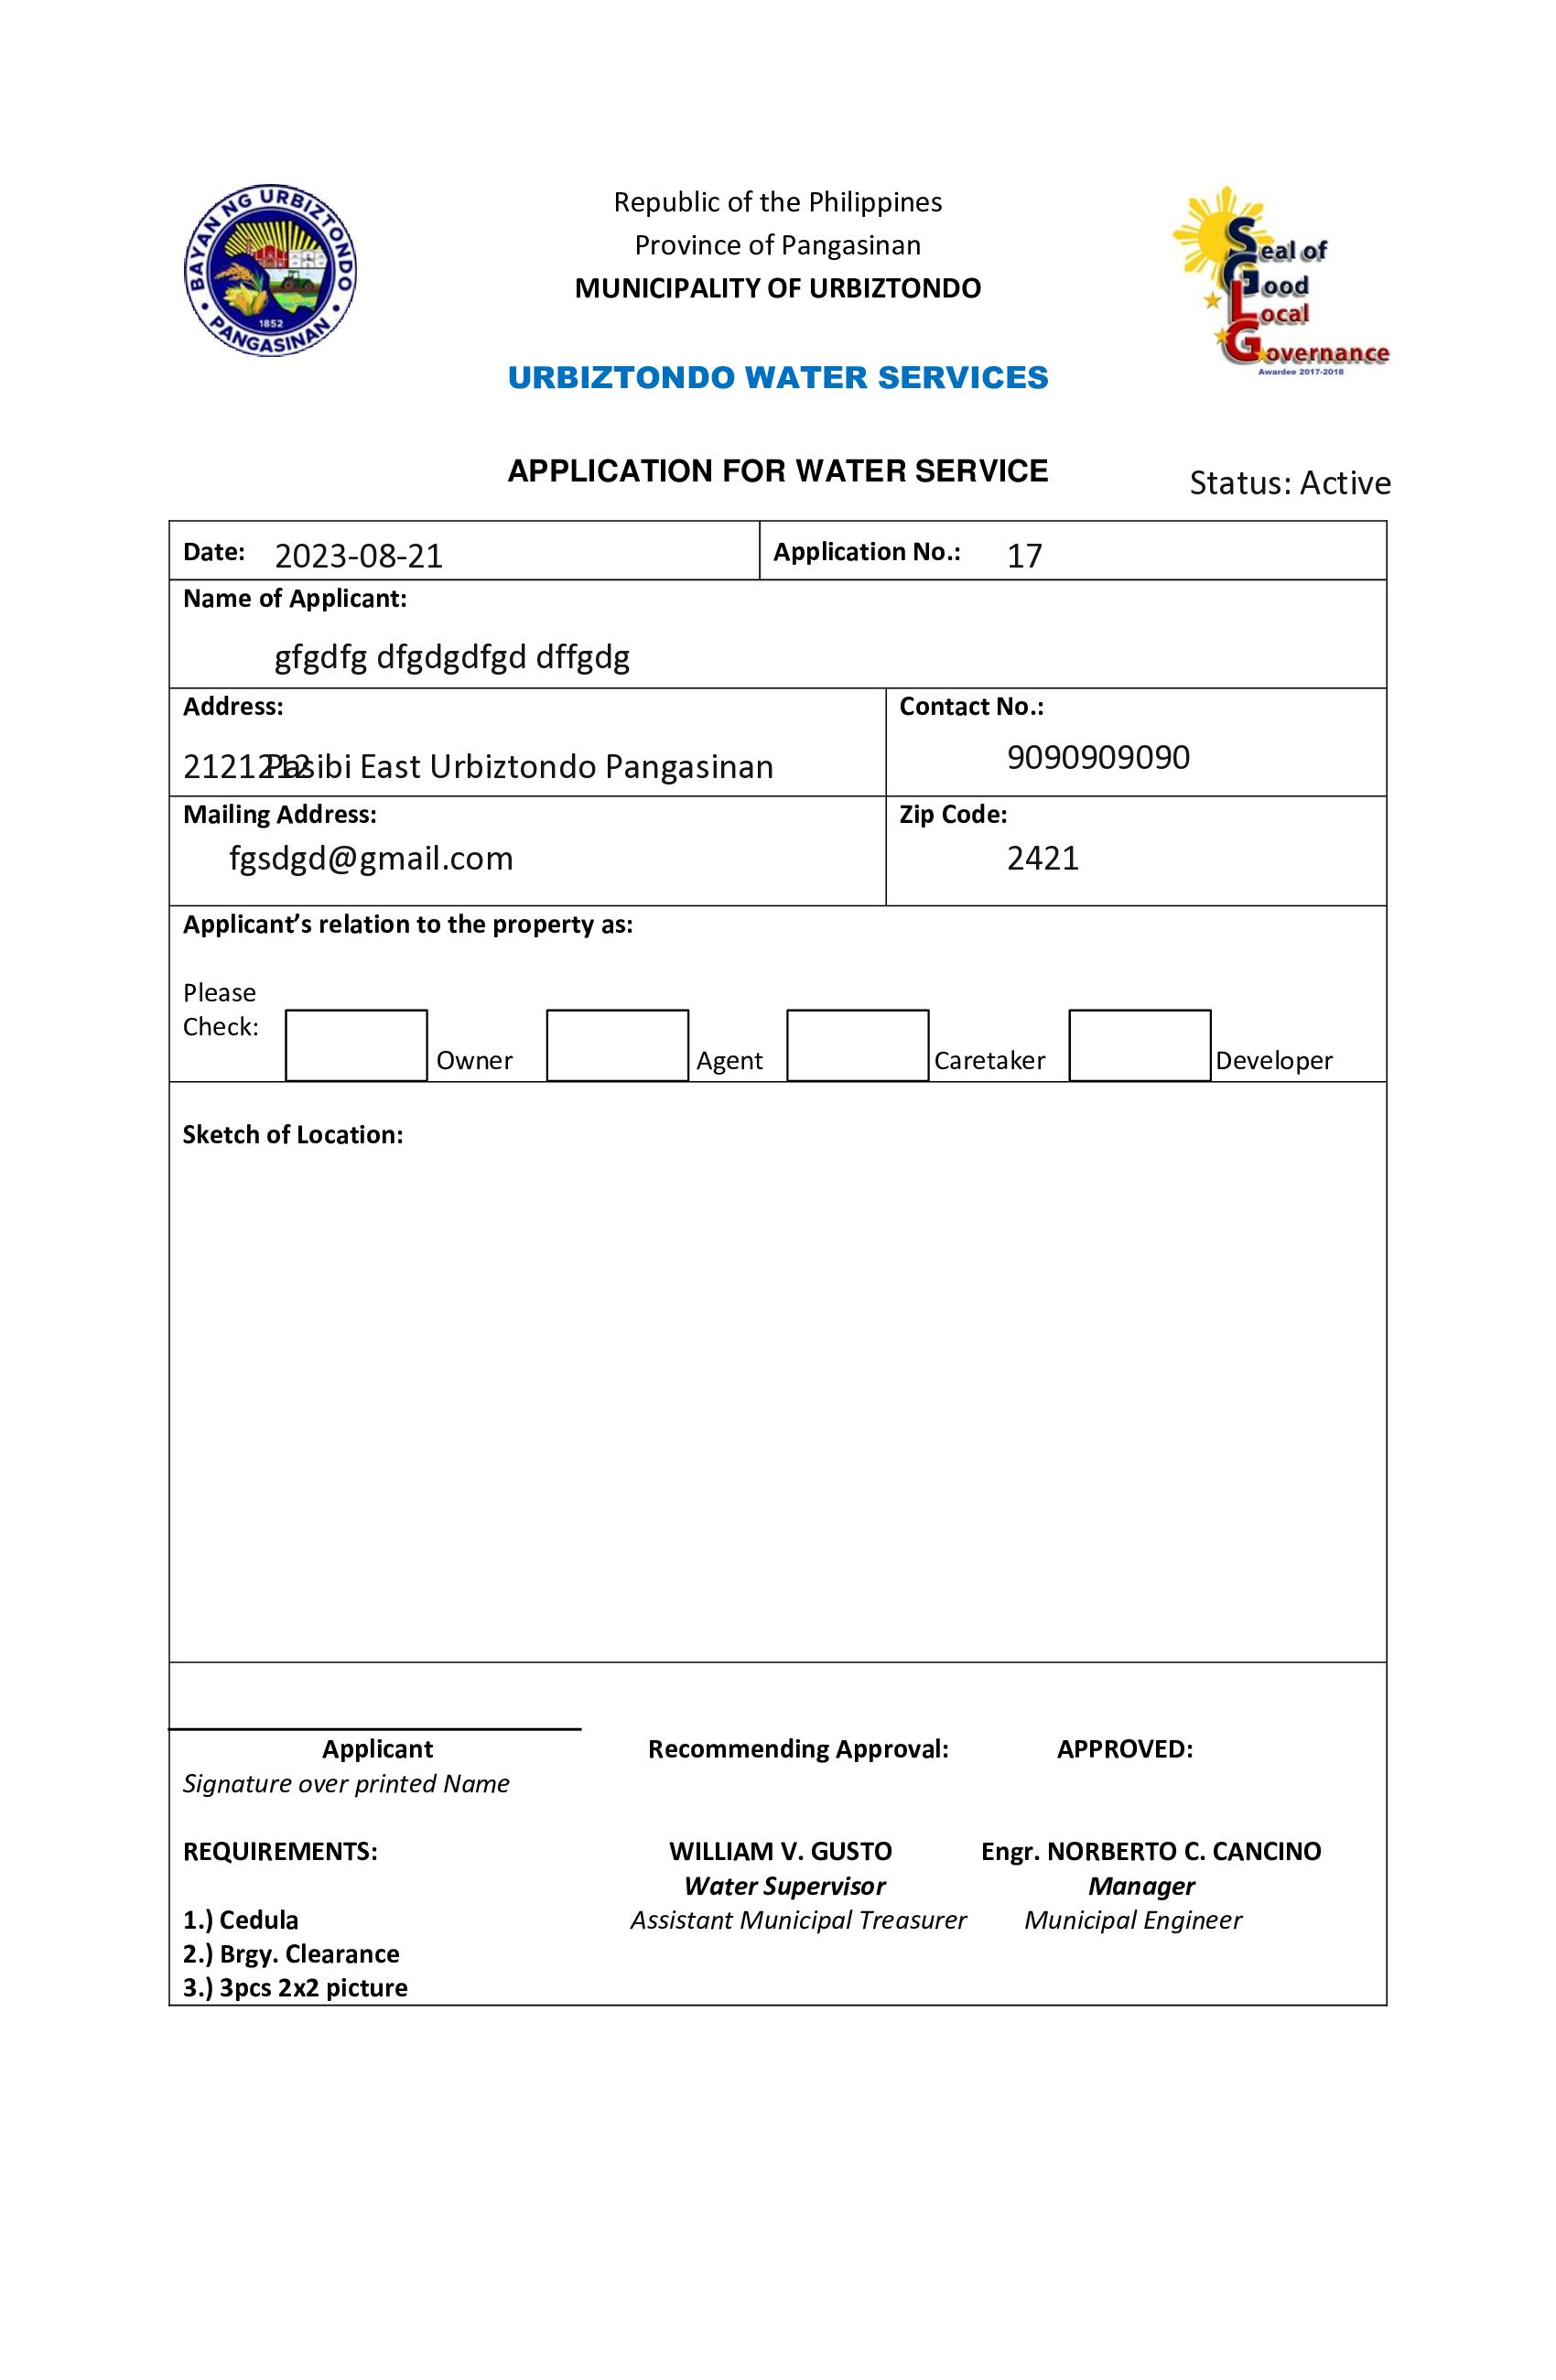 BAYAN NG URBIZTONDO
1852
PANGASINAN
Republic of the Philippines
Province of Pangasinan
MUNICIPALITY OF URBIZTONDO
Seal of
Good
Local
Governance
Awardee 2017-2018
URBIZTONDO WATER SERVICES
APPLICATION FOR WATER SERVICE
Status: Active
Date: 2023-08-21 Application No.: 17
Name of Applicant:
gfgdfg dfgdgdfgd dffgdg
Address: Contact No.:
2121212 Pasibi East Urbiztondo Pangasinan 9090909090
Mailing Address: Zip Code:
fgsdgd@gmail.com 2421
Applicant’s relation to the property as:
Please
Check:
Owner Agent Caretaker Developer
Sketch of Location:
Applicant Recommending Approval: APPROVED:
Signature over printed Name
REQUIREMENTS: WILLIAM V. GUSTO Engr. NORBERTO C. CANCINO
Water Supervisor Manager
1.) Cedula Assistant Municipal Treasurer Municipal Engineer
2.) Brgy. Clearance
3.) 3pcs 2x2 picture